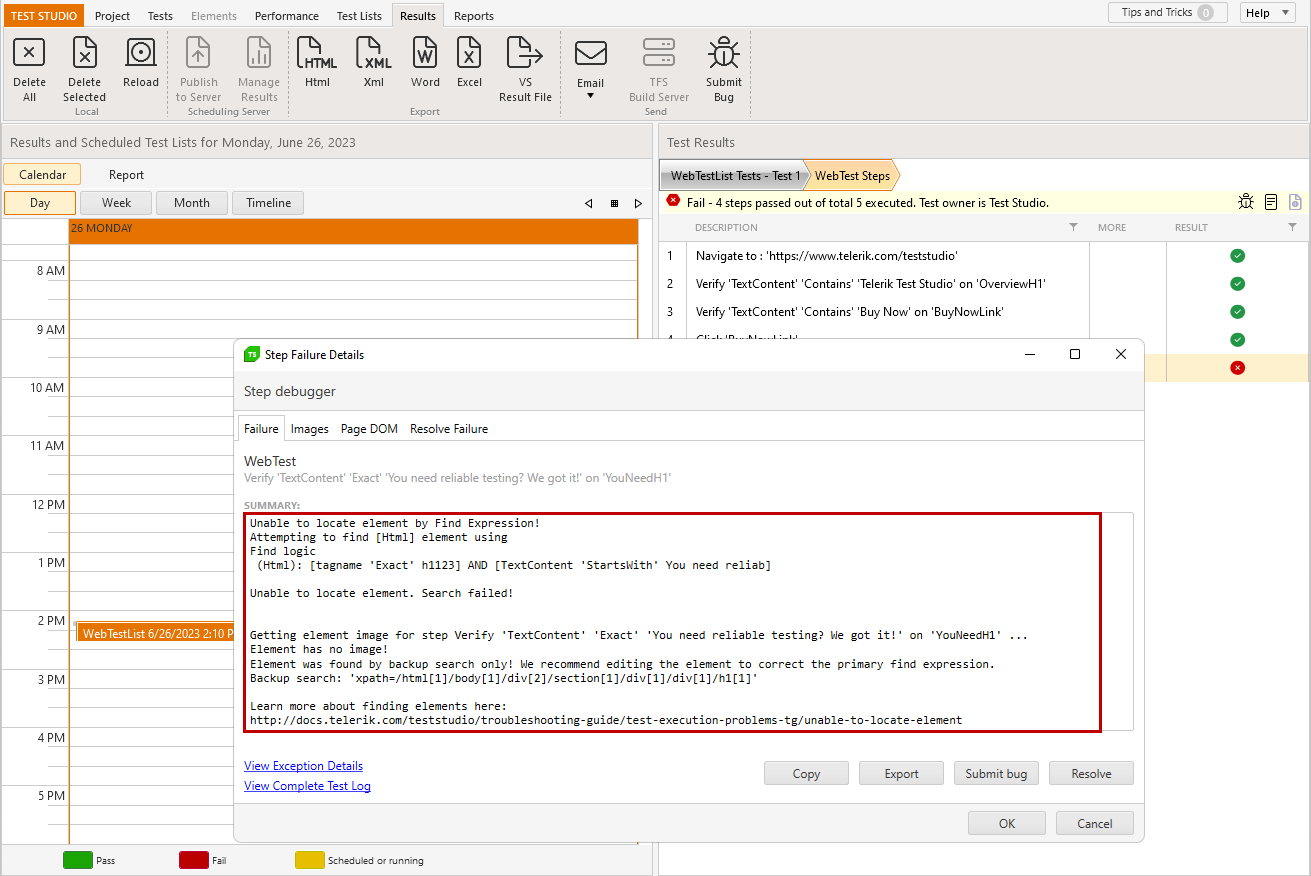 TEST STUDIO Project Tests Elements Performance Test Lists Results Reports Tips and Tricks 0 Help
Delete All Delete Selected Reload Publish to Server Manage Results HTML Html XML Xml W Word X Excel VS Result File Email TFS Build Server Submit Bug
Local Scheduling Server Export Send
Results and Scheduled Test Lists for Monday, June 26, 2023
Calendar Report
Day Week Month Timeline
26 MONDAY
8 AM
9 AM
10 AM
11 AM
12 PM
1 PM
2 PM
WebTestList 6/26/2023 2:10 P
3 PM
4 PM
5 PM
Pass Fail Scheduled or running
Test Results
WebTestList Tests - Test 1 WebTest Steps
Fail - 4 steps passed out of total 5 executed. Test owner is Test Studio.
DESCRIPTION MORE RESULT
1 Navigate to : 'https://www.telerik.com/teststudio'
2 Verify 'TextContent' 'Contains' 'Telerik Test Studio' on 'OverviewH1'
3 Verify 'TextContent' 'Contains' 'Buy Now' on 'BuyNowLink'
4 Click 'BuyNowLink'
TS Step Failure Details
Step debugger
Failure Images Page DOM Resolve Failure
WebTest
Verify 'TextContent' 'Exact' 'You need reliable testing? We got it!' on 'YouNeedH1'
SUMMARY:
Unable to locate element by Find Expression!
Attempting to find [Html] element using
Find logic
(Html): [tagname 'Exact' h1123] AND [TextContent 'StartsWith' You need reliab]
Unable to locate element. Search failed!
Getting element image for step Verify 'TextContent' 'Exact' 'You need reliable testing? We got it!' on 'YouNeedH1' ...
Element has no image!
Element was found by backup search only! We recommend editing the element to correct the primary find expression.
Backup search: 'xpath=/html[1]/body[1]/div[2]/section[1]/div[1]/div[1]/h1[1]'
Learn more about finding elements here:
http://docs.telerik.com/teststudio/troubleshooting-guide/test-execution-problems-tg/unable-to-locate-element
View Exception Details
View Complete Test Log
Copy Export Submit bug Resolve
OK Cancel